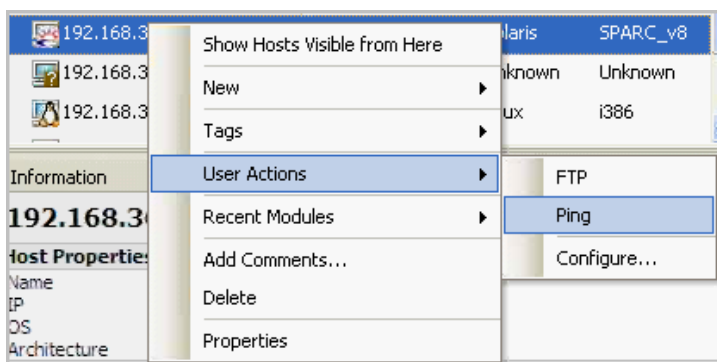 192.168.3 laris SPARC_v8
Show Hosts Visible from Here
192.168.3 nknown Unknown
New
192.168.3 ux i386
Tags
Information
User Actions
FTP
192.168.3
Recent Modules
Ping
Host Properties
Add Comments...
Configure...
Name
IP
Delete
OS
Architecture
Properties